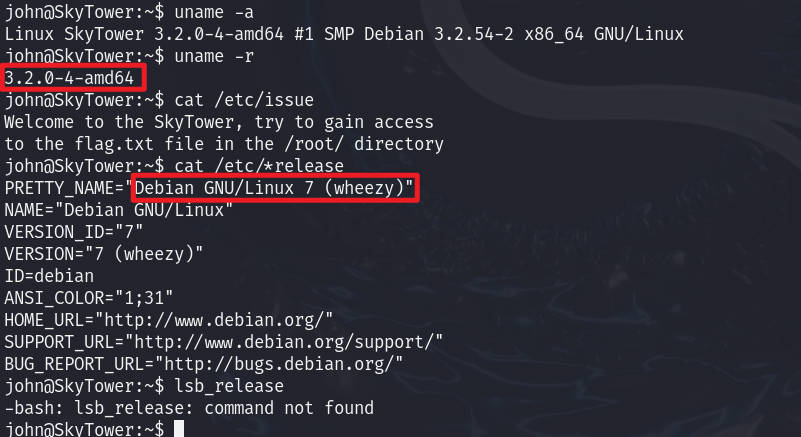 john@SkyTower:~$ uname -a
Linux SkyTower 3.2.0-4-amd64 #1 SMP Debian 3.2.54-2 x86_64 GNU/Linux
john@SkyTower:~$ uname -r
3.2.0-4-amd64
john@SkyTower:~$ cat /etc/issue
Welcome to the SkyTower, try to gain access
to the flag.txt file in the /root/ directory
john@SkyTower:~$ cat /etc/*release
PRETTY_NAME="Debian GNU/Linux 7 (wheezy)"
NAME="Debian GNU/Linux"
VERSION_ID="7"
VERSION="7 (wheezy)"
ID=debian
ANSI_COLOR="1;31"
HOME_URL="http://www.debian.org/"
SUPPORT_URL="http://www.debian.org/support/"
BUG_REPORT_URL="http://bugs.debian.org/"
john@SkyTower:~$ lsb_release
-bash: lsb_release: command not found
john@SkyTower:~$